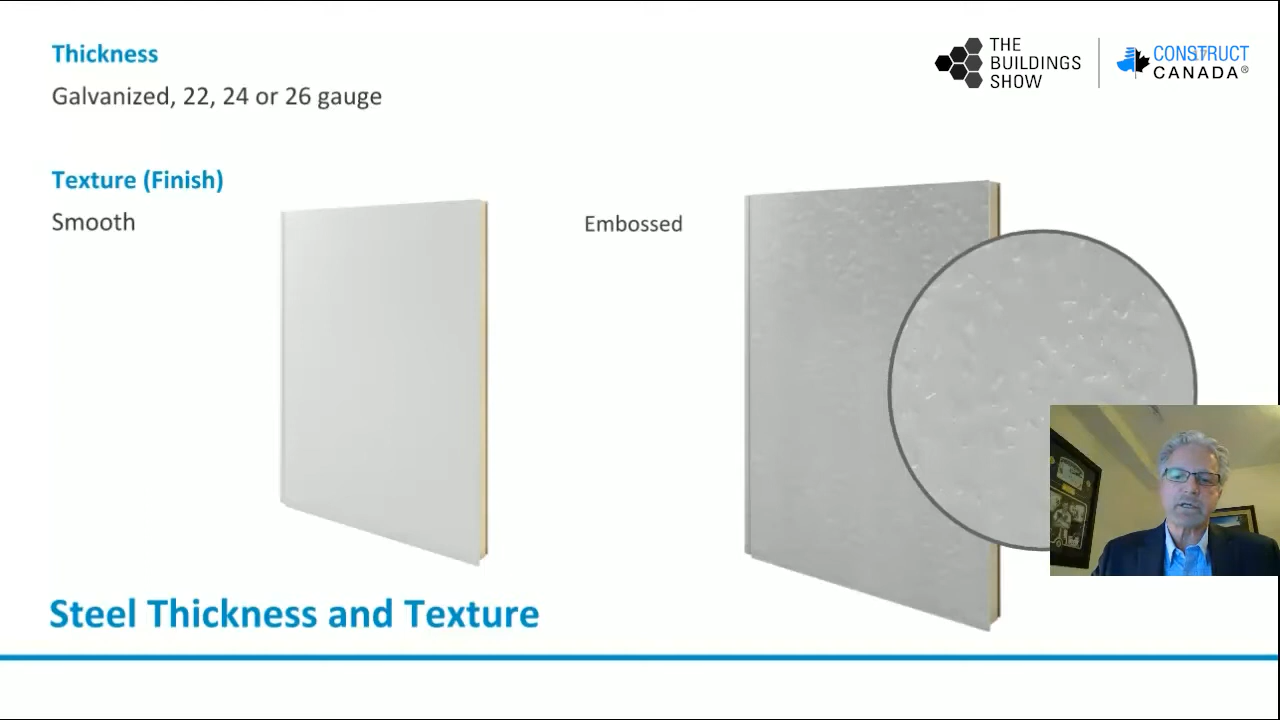 Thickness
Galvanized, 22, 24 or 26 gauge
THE
BUILDINGS
SHOW
CONSTRUCT
CANADA®
Texture (Finish)
Smooth
Embossed
Steel Thickness and Texture